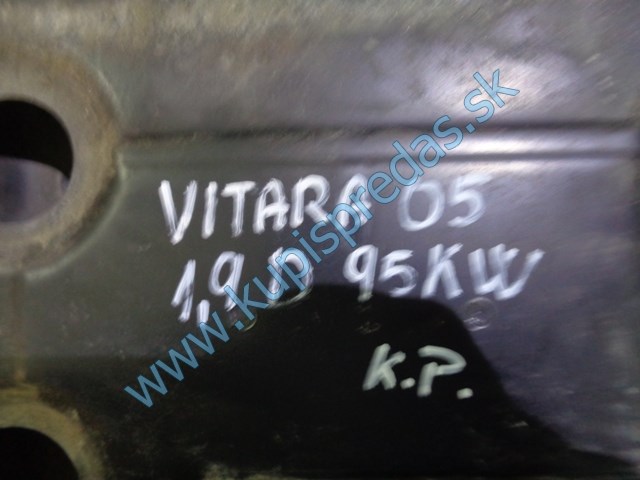 VITARA 05
1,9 D 95KW
K.P.
www.kupispredas.sk